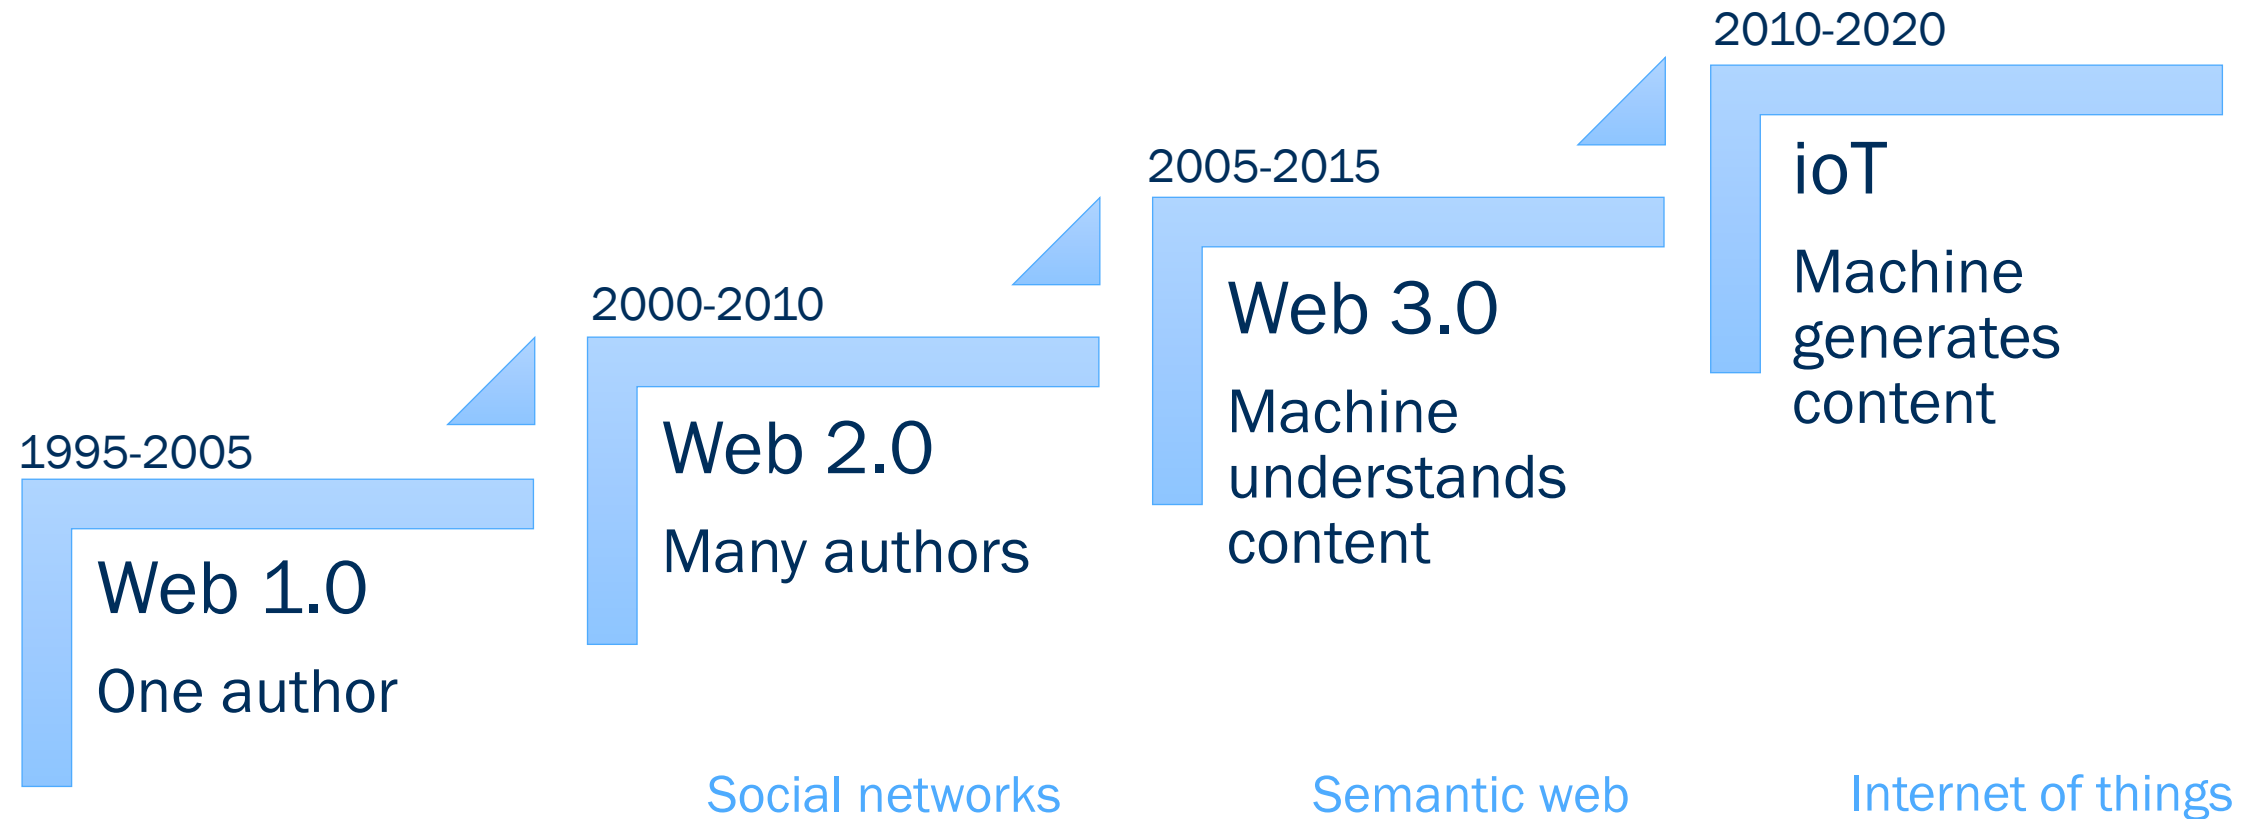 1995-2005
Web 1.0
One author
2000-2010
Web 2.0
Many authors
Social networks
2005-2015
Web 3.0
Machine
understands
content
Semantic web
2010-2020
ioT
Machine
generates
content
Internet of things